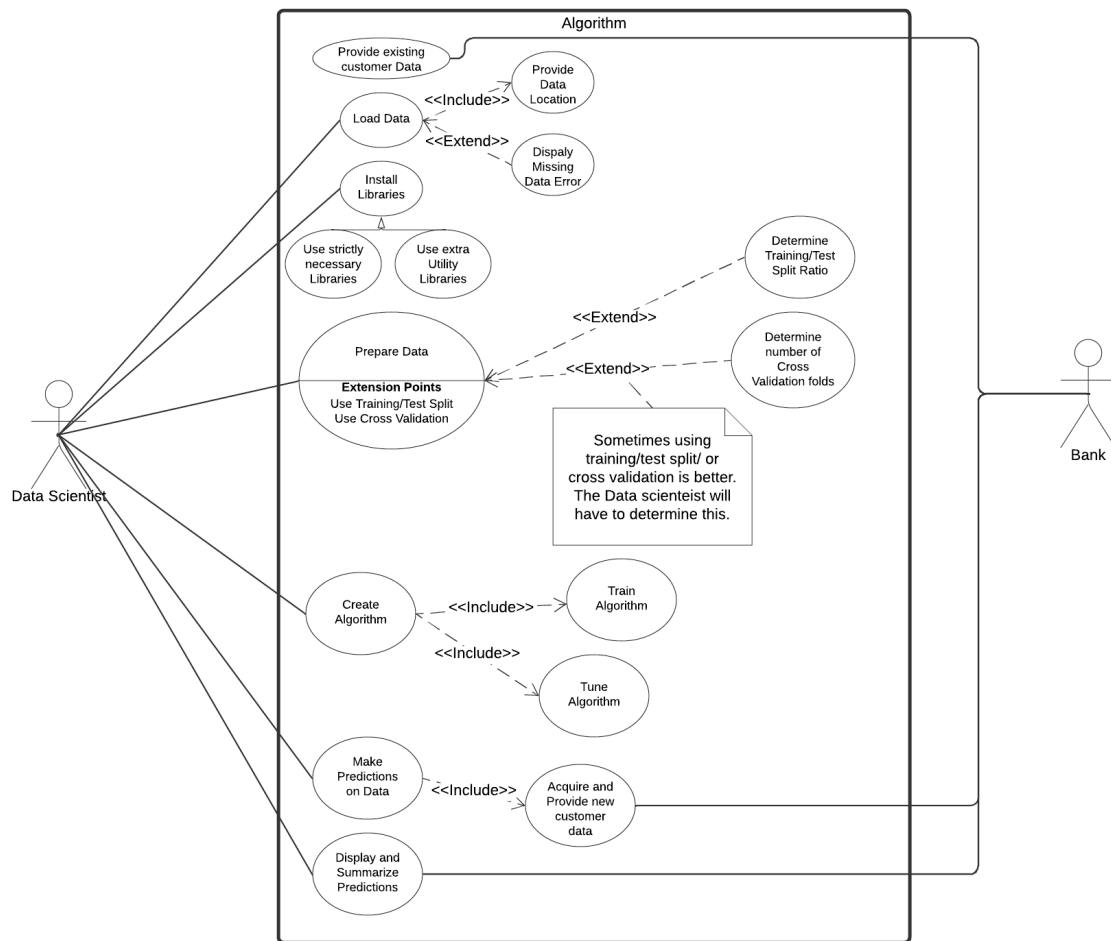 Algorithm
Provide existing
customer Data
Provide
Data
Location
<<Include>>
Load Data
<<Extend>>
Dispaly
Missing
Data Error
Install
Libraries
Use strictly
necessary
Libraries
Use extra
Utility
Libraries
Determine
Training/Test
Split Ratio
<<Extend>>
Determine
number of
Cross
Validation folds
<<Extend>>
Prepare Data
Extension Points
Use Training/Test Split
Use Cross Validation
Sometimes using
training/test split/ or
cross validation is better.
The Data scienteist will
have to determine this.
Data Scientist
Bank
Create
Algorithm
<<Include>>
Train
Algorithm
<<Include>>
Tune
Algorithm
Make
Predictions
on Data
<<Include>>
Acquire and
Provide new
customer
data
Display and
Summarize
Predictions